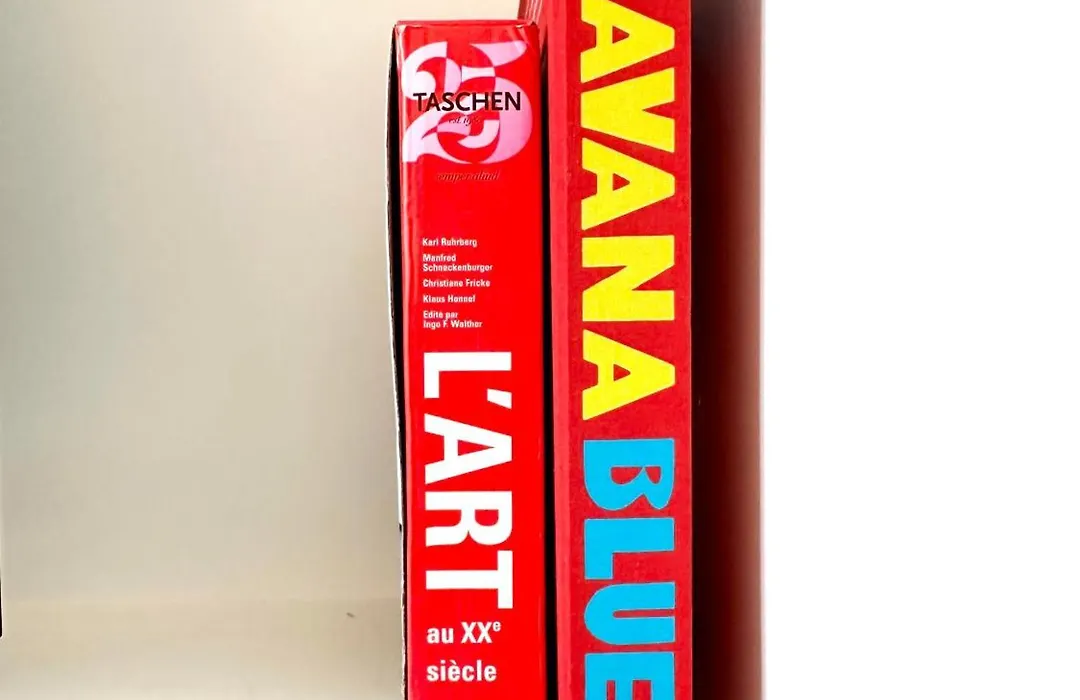 TASCHEN
Karl Ruhrberg
Manfred
Schneckenburger
Christiane Fricke
Klaus Honnef
Edité par
Ingo F. Walther
L'ART
au XXe
siècle
AVANA BLUE